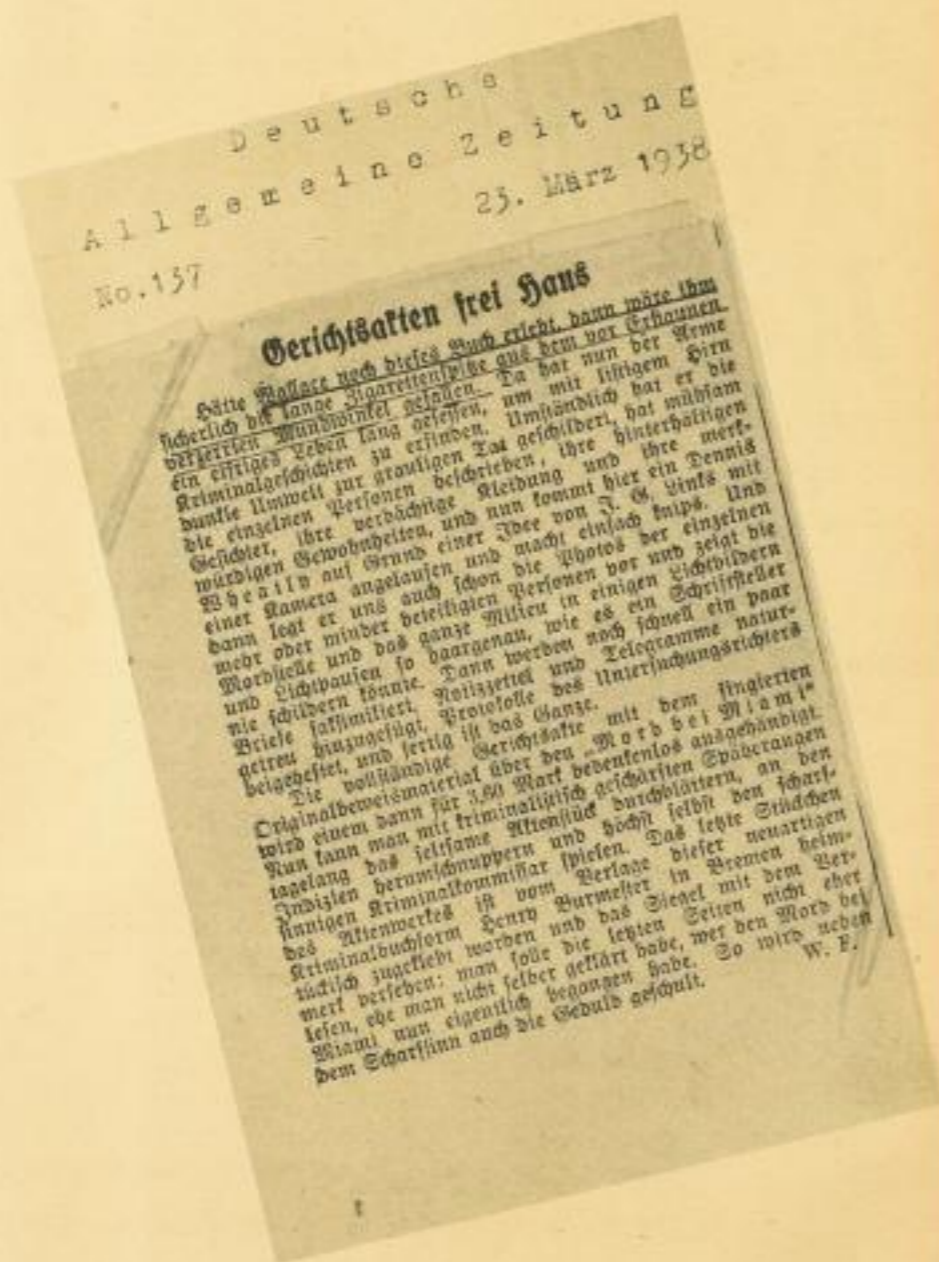 Deutsche
Allgemeine Zeitung
No.137 23. März 1938
Gerichtsakten frei Haus
Hätte Wallace noch dieses Buch erlebt, dann wäre ihm
sicherlich die lange Zigarettenspitze aus dem vor Erstaunen
verzerrten Mundwinkel gefallen. Da hat nun der Arme
ein eifriges Leben lang gesessen, um mit listigem Hirn
Kriminalgeschichten zu erfinden. Umständlich hat er die
dunkle Umwelt zur grausigen Tat geschildert, hat mühsam
die einzelnen Personen beschrieben, ihre hinterhältigen
Gesichter, ihre verdächtige Kleidung und ihre merk-
würdigen Gewohnheiten, und nun kommt hier ein Dennis
Wheatly auf Grund einer Idee von J. G. Links mit
einer Kamera angelaufen und macht einfach knips. Und
dann legt er uns auch schon die Photos der einzelnen
mehr oder minder beteiligten Personen vor und zeigt die
Mordstelle und das ganze Milieu in einigen Lichtbildern
und Lichtpausen so haargenau, wie es ein Schriftsteller
nie schildern könnte. Dann werden noch schnell ein paar
Briefe faksimiliert, Notizzettel und Telegramme natur-
getreu hinzugefügt, Protokolle des Untersuchungsrichters
beigeheftet, und fertig ist das Ganze.
Die vollständige Gerichtsakte mit dem fingierten
Originalbeweismaterial über den „Mord bei Miami“
wird einem dann für 3,60 Mark bedenkenlos ausgehändigt.
Nun kann man mit kriminalistisch geschärften Späheraugen
tagelang das seltsame Aktenstück durchblättern, an den
Indizien herumschnuppern und höchst selbst den scharf-
sinnigen Kriminalkommissar spielen. Das letzte Stückchen
des Aktenwerkes ist vom Verlage dieser neuartigen
Kriminalbuchform Henry Burmester in Bremen heim-
tückisch zugeklebt worden und das Siegel mit dem Ver-
merk versehen: man solle die letzten Seiten nicht eher
lesen, ehe man nicht selber geklärt habe, wer den Mord bei
Miami nun eigentlich begangen habe. So wird neben
dem Scharfsinn auch die Geduld geschult. W. F.